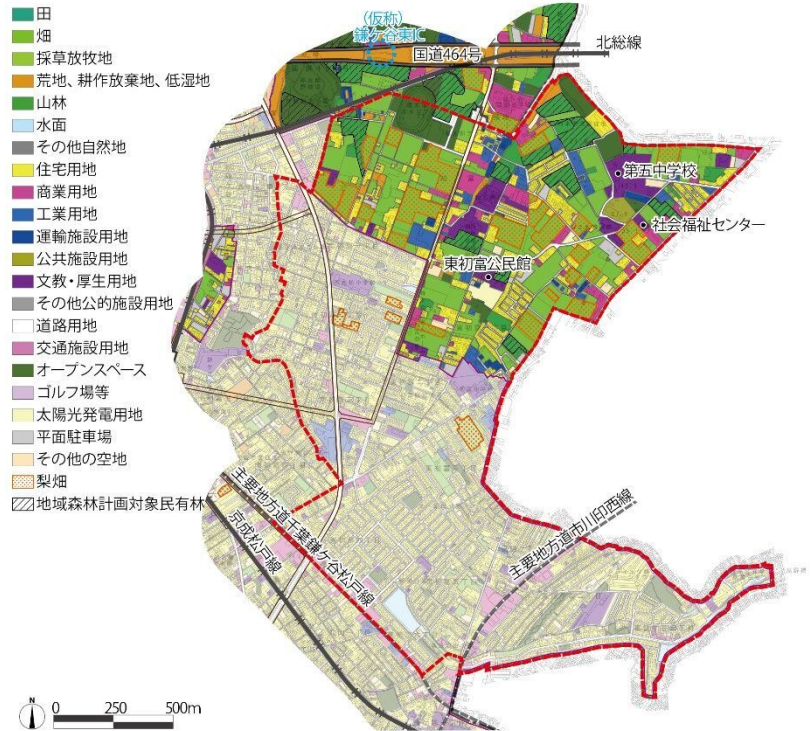 田
畑
採草放牧地
荒地、耕作放棄地、低湿地
山林
水面
その他自然地
住宅用地
商業用地
工業用地
運輸施設用地
公共施設用地
文教・厚生用地
その他公的施設用地
道路用地
交通施設用地
オープンスペース
ゴルフ場等
太陽光発電用地
平面駐車場
その他の空地
梨畑
地域森林計画対象民有林
(仮称)
鎌ケ谷東IC
国道464号
北総線
第五中学校
社会福祉センター
東初富公民館
主要地方道千葉鎌ケ谷松戸線
京成松戸線
主要地方道市川印西線
N
0 250 500m